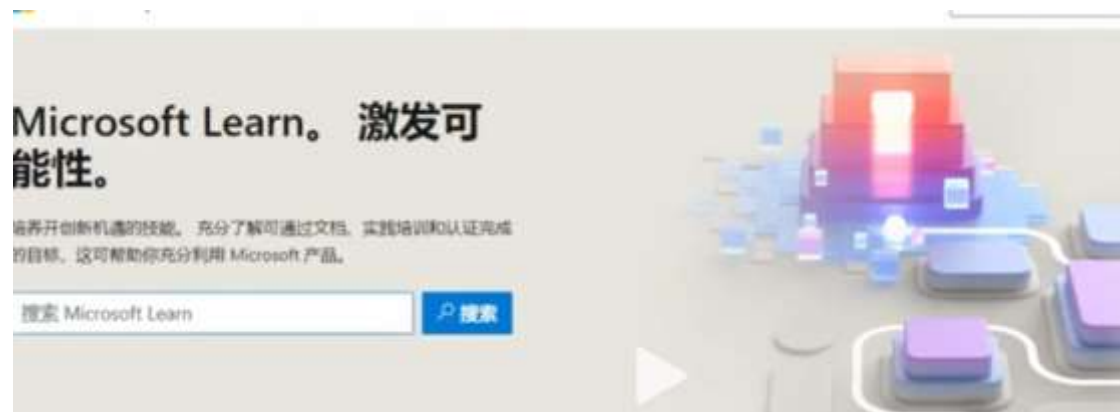 Microsoft Learn。 激发可
能性。
培养开创新机遇的技能。 充分了解可通过文档、实践培训和认证完成
的目标，这可帮助你充分利用 Microsoft 产品。
搜索 Microsoft Learn
搜索